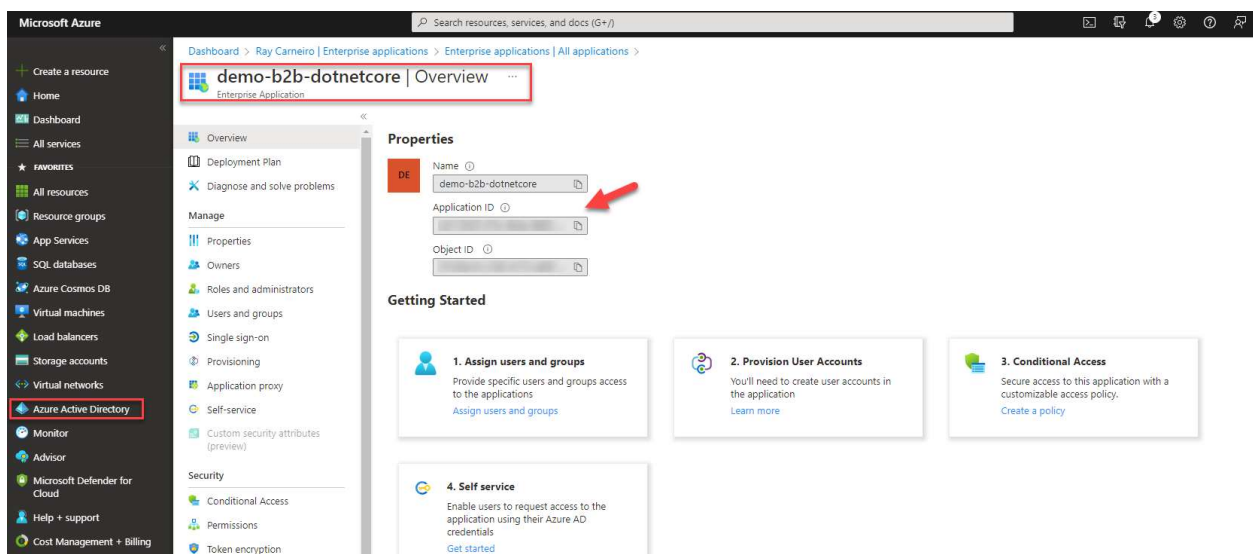 Microsoft Azure
Search resources, services, and docs (G+/)
3
Create a resource
Home
Dashboard
All services
FAVORITES
All resources
Resource groups
App Services
SQL databases
Azure Cosmos DB
Virtual machines
Load balancers
Storage accounts
Virtual networks
Azure Active Directory
Monitor
Advisor
Microsoft Defender for
Cloud
Help + support
Cost Management + Billing
Dashboard > Ray Carneiro | Enterprise applications > Enterprise applications | All applications >
demo-b2b-dotnetcore | Overview ...
Enterprise Application
Overview
Deployment Plan
Diagnose and solve problems
Manage
Properties
Owners
Roles and administrators
Users and groups
Single sign-on
Provisioning
Application proxy
Self-service
Custom security attributes
(preview)
Security
Conditional Access
Permissions
Token encryption
Properties
DE
Name
demo-b2b-dotnetcore
Application ID
Object ID
Getting Started
1. Assign users and groups
Provide specific users and groups access
to the applications
Assign users and groups
2. Provision User Accounts
You'll need to create user accounts in
the application
Learn more
3. Conditional Access
Secure access to this application with a
customizable access policy.
Create a policy
4. Self service
Enable users to request access to the
application using their Azure AD
credentials
Get started